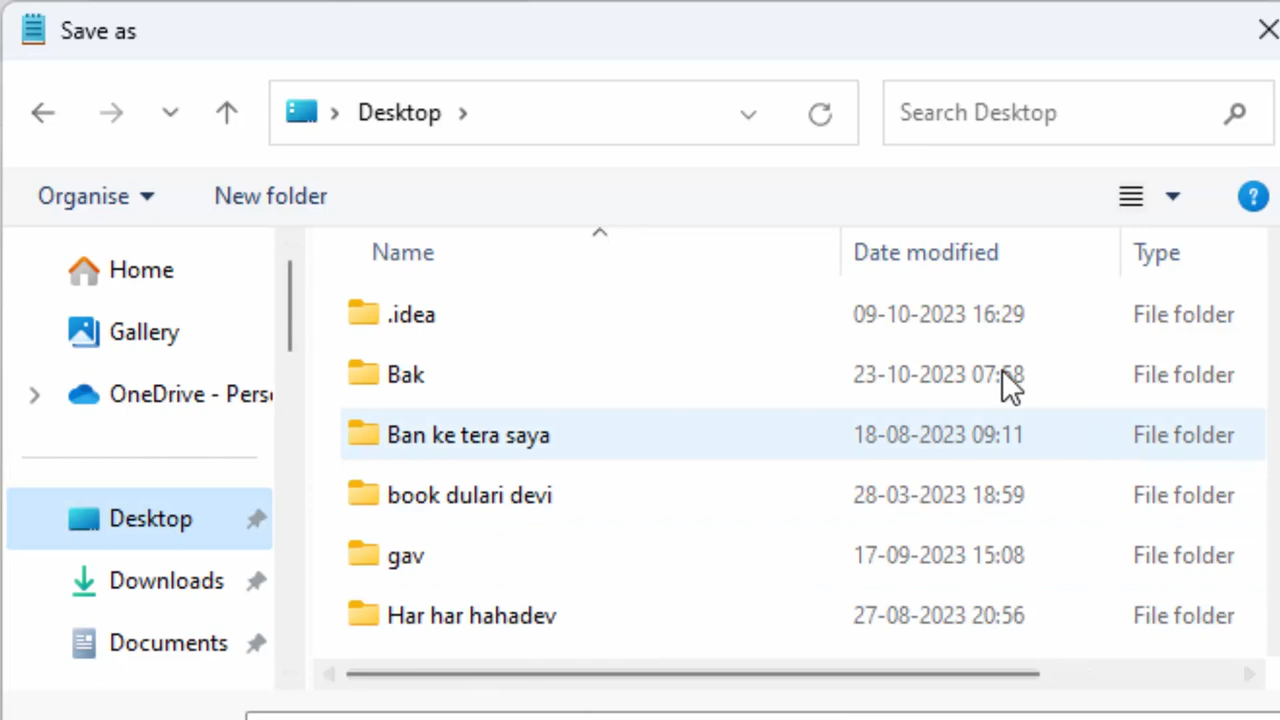 Save as
Desktop
Search Desktop
Organise
New folder
?
Name
Date modified
Type
Home
Gallery
OneDrive - Pers
Desktop
Downloads
Documents
.idea 09-10-2023 16:29 File folder
Bak 23-10-2023 File folder
Ban ke tera saya 18-08-2023 09:11 File folder
book dulari devi 28-03-2023 18:59 File folder
gav 17-09-2023 15:08 File folder
Har har hahadev 27-08-2023 20:56 File folder